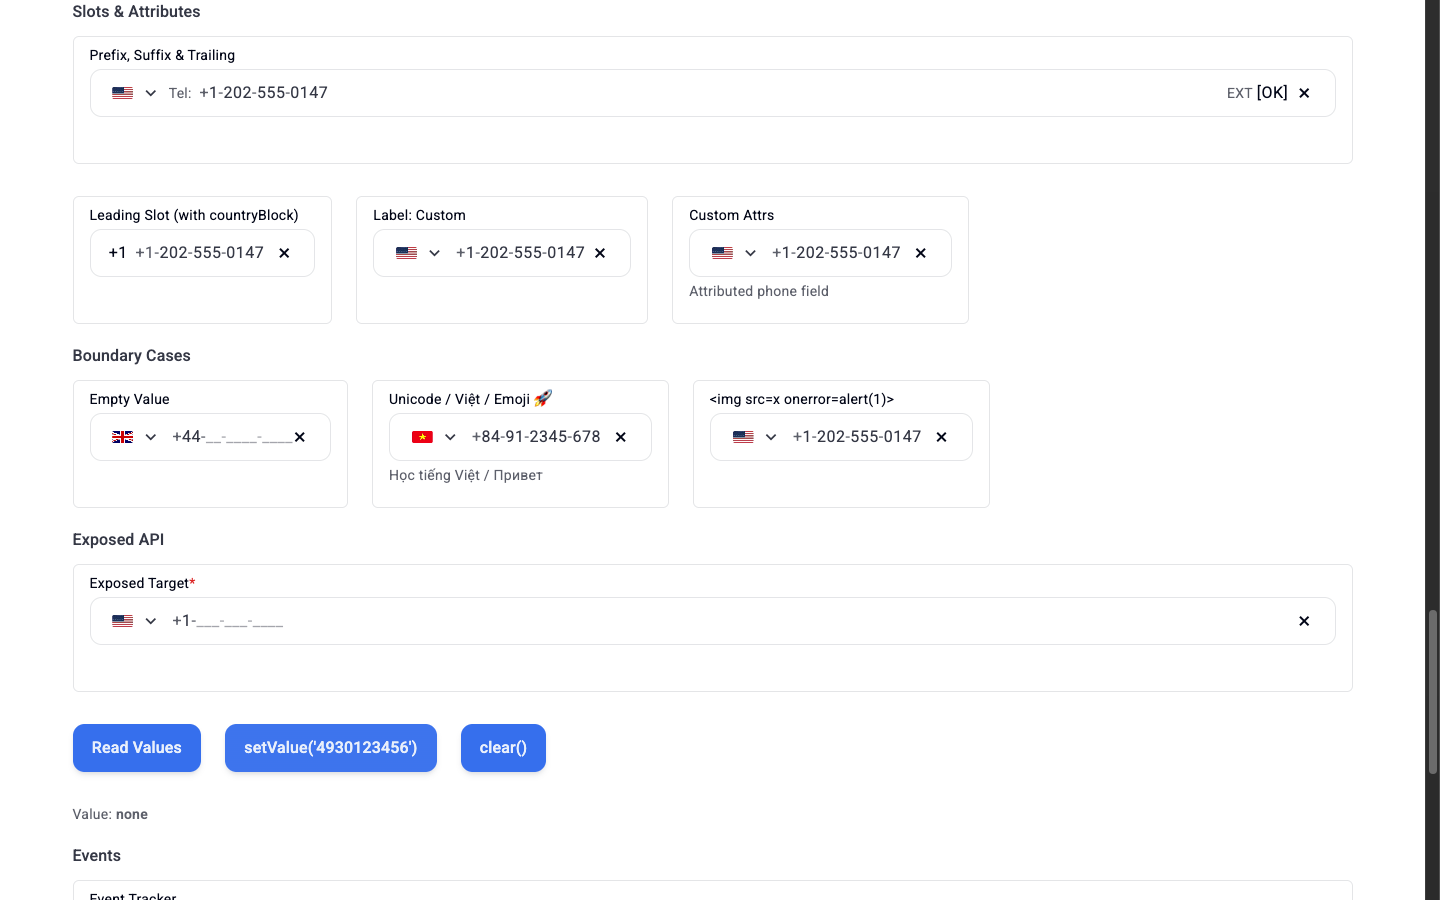 Slots & Attributes
Prefix, Suffix & Trailing
Tel: +1-202-555-0147 EXT [OK]
Leading Slot (with countryBlock)
+1 +1-202-555-0147
Label: Custom
+1-202-555-0147
Custom Attrs
+1-202-555-0147
Attributed phone field
Boundary Cases
Empty Value
+44-__-____-____
Unicode / Việt / Emoji 🚀
+84-91-2345-678
Học tiếng Việt / Привет
<img src=x onerror=alert(1)>
+1-202-555-0147
Exposed API
Exposed Target*
+1-___-___-____
Read Values
setValue('4930123456')
clear()
Value: none
Events
Event Tracker